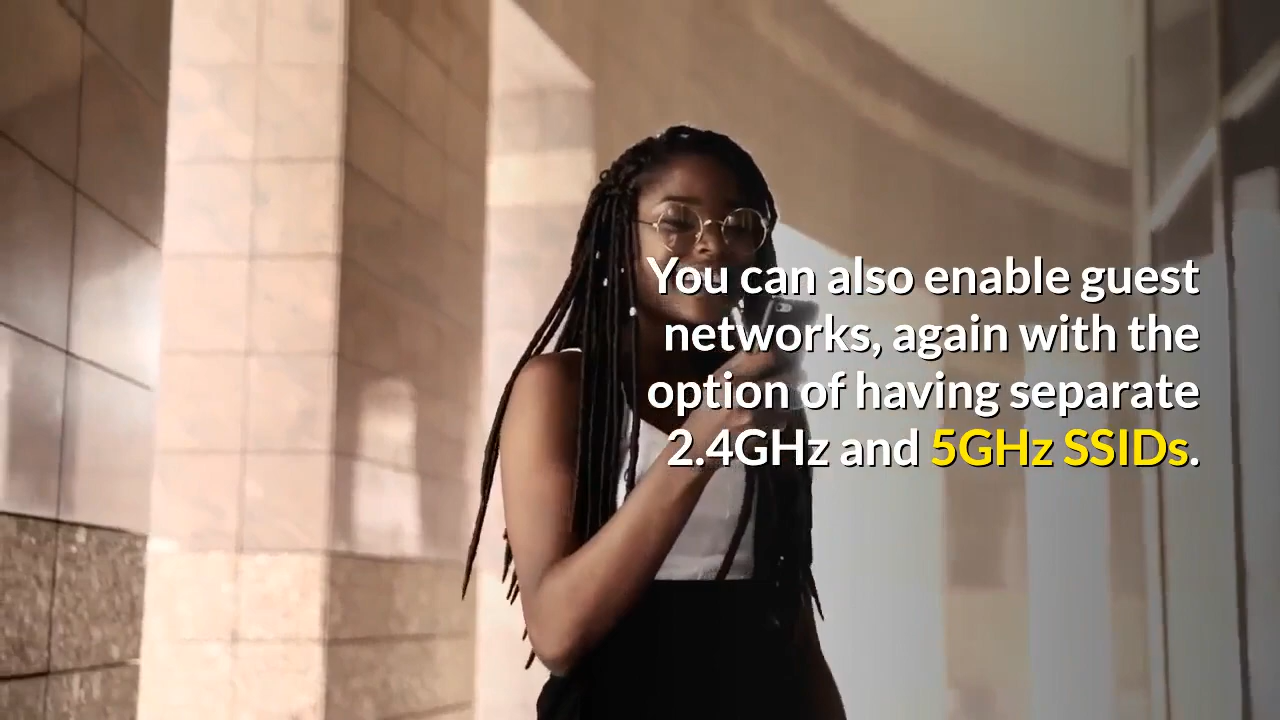 You can also enable guest
networks, again with the
option of having separate
2.4GHz and 5GHz SSIDs.